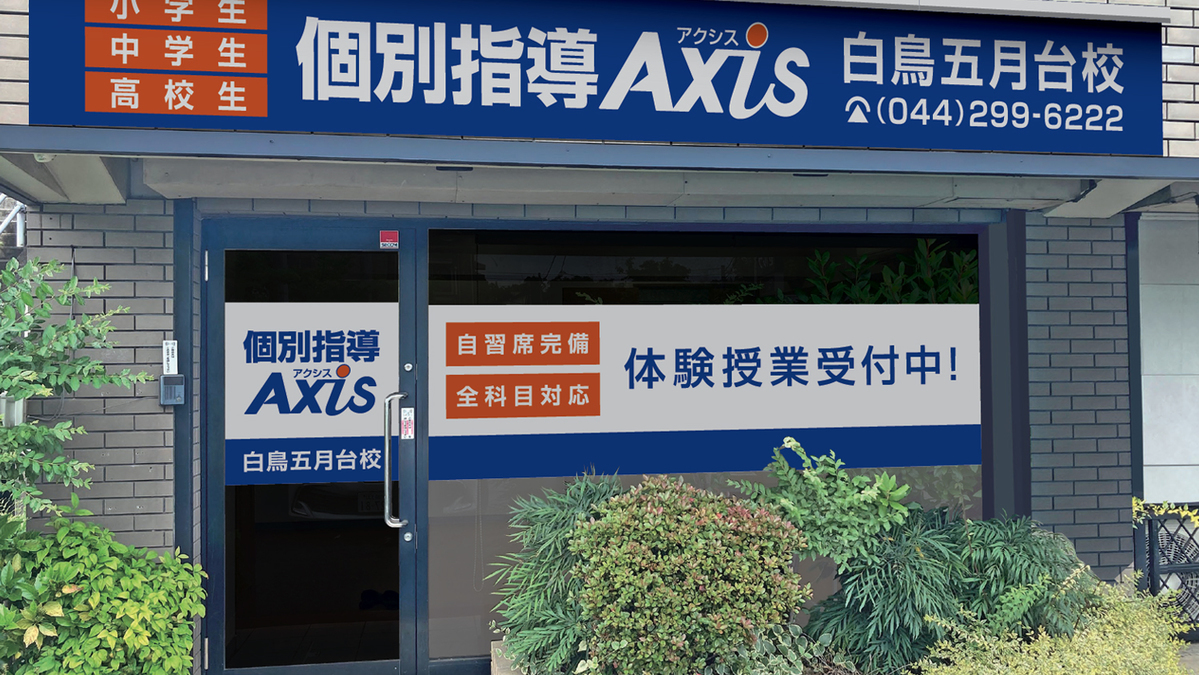 小学生
中学生
高校生
個別指導
アクシス
Axis
白鳥五月台校
(044)299-6222
個別指導
アクシス
Axis
白鳥五月台校
自習席完備
全科目対応
体験授業受付中!